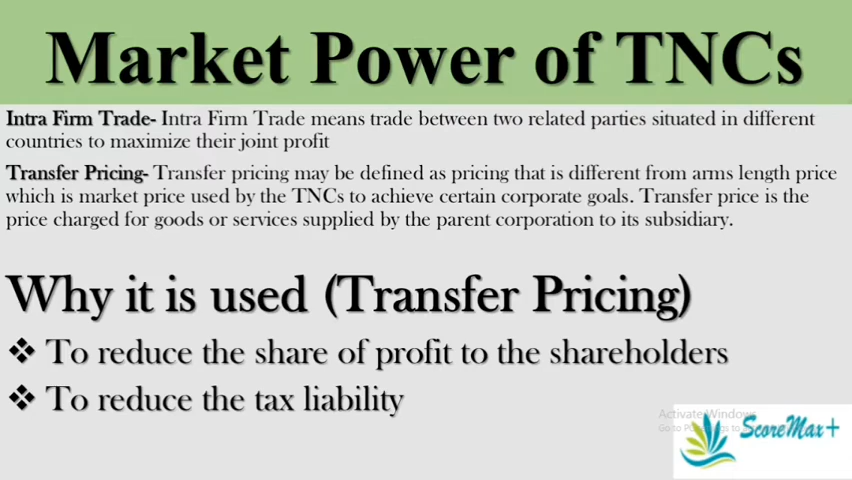 Market Power of TNCs
Intra Firm Trade- Intra Firm Trade means trade between two related parties situated in different
countries to maximize their joint profit
Transfer Pricing- Transfer pricing may be defined as pricing that is different from arms length price
which is market price used by the TNCs to achieve certain corporate goals. Transfer price is the
price charged for goods or services supplied by the parent corporation to its subsidiary.
Why it is used (Transfer Pricing)
❖ To reduce the share of profit to the shareholders
❖ To reduce the tax liability
Activate Windows
Go to
ScoreMax+